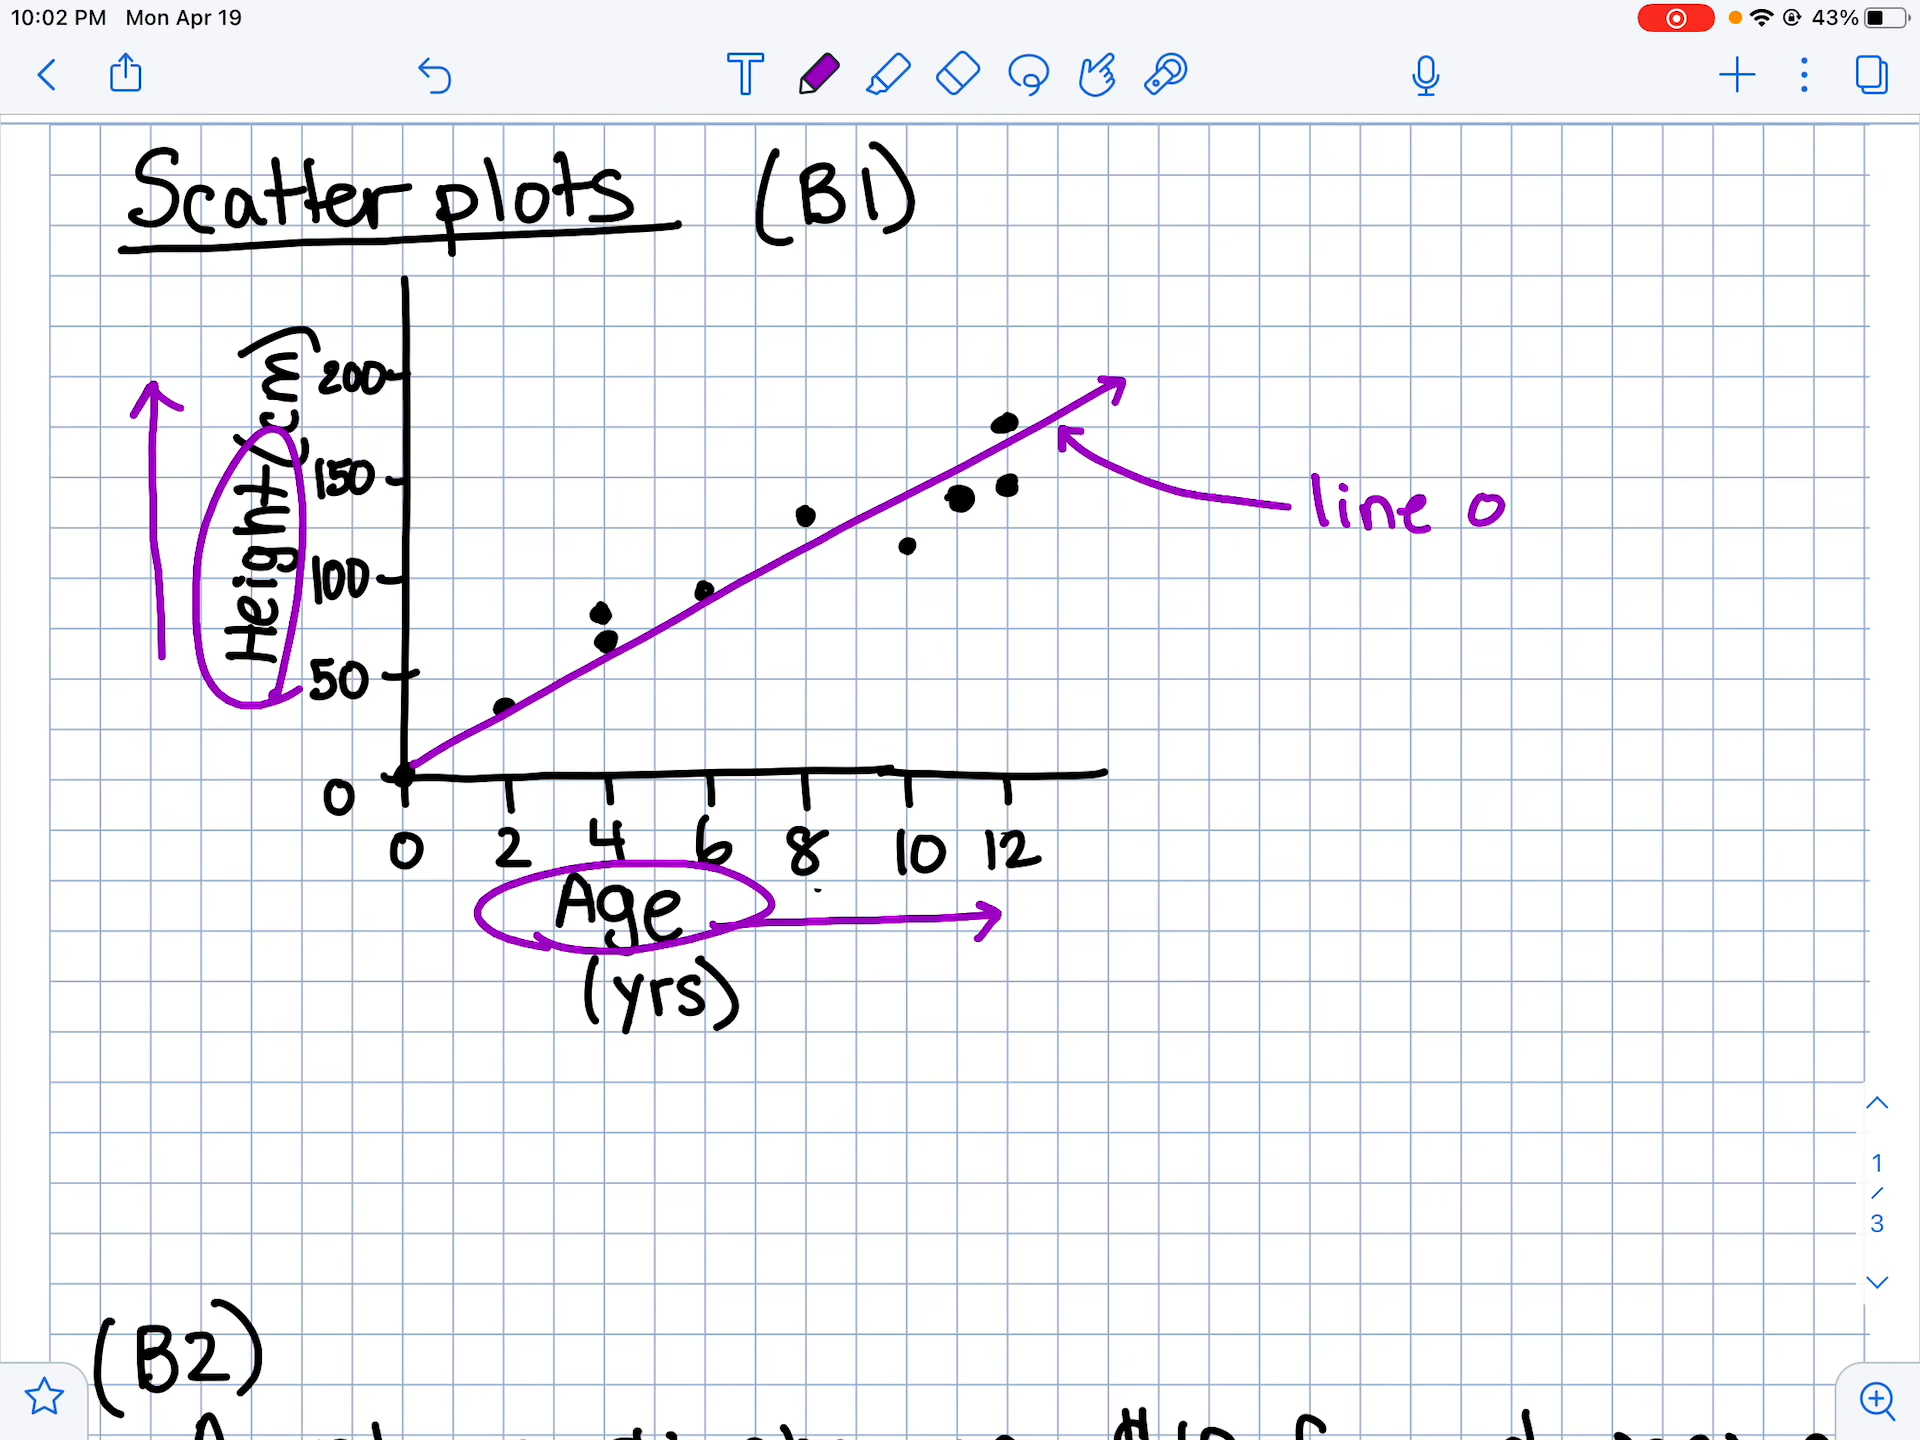 10:02 PM Mon Apr 19
43%
T
Scatter plots (B1)
Height (cm)
200
150
100
50
0
line o
0 2 4 6 8 10 12
Age
(yrs)
1
/
3
(B2)